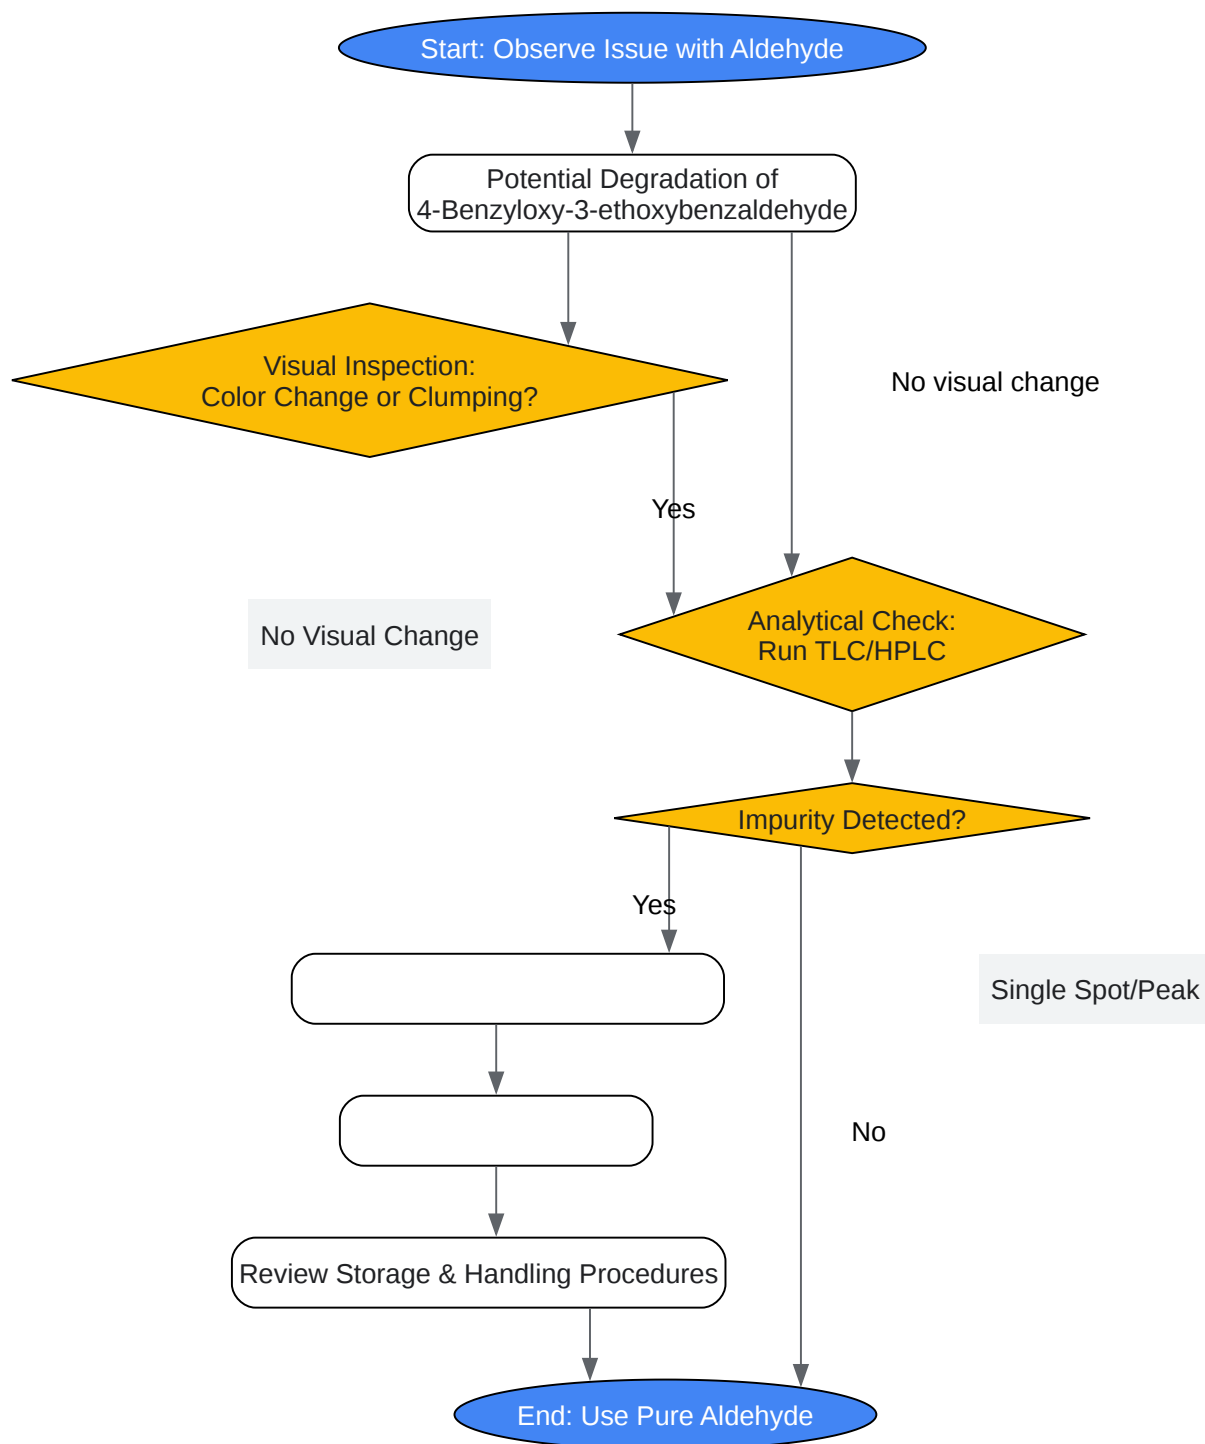 Start: Observe Issue with Aldehyde
Potential Degradation of
4-Benzyloxy-3-ethoxybenzaldehyde
Visual Inspection:
Color Change or Clumping?
No visual change
Yes
Analytical Check:
Run TLC/HPLC
No Visual Change
Impurity Detected?
Yes
Single Spot/Peak
No
Review Storage & Handling Procedures
End: Use Pure Aldehyde